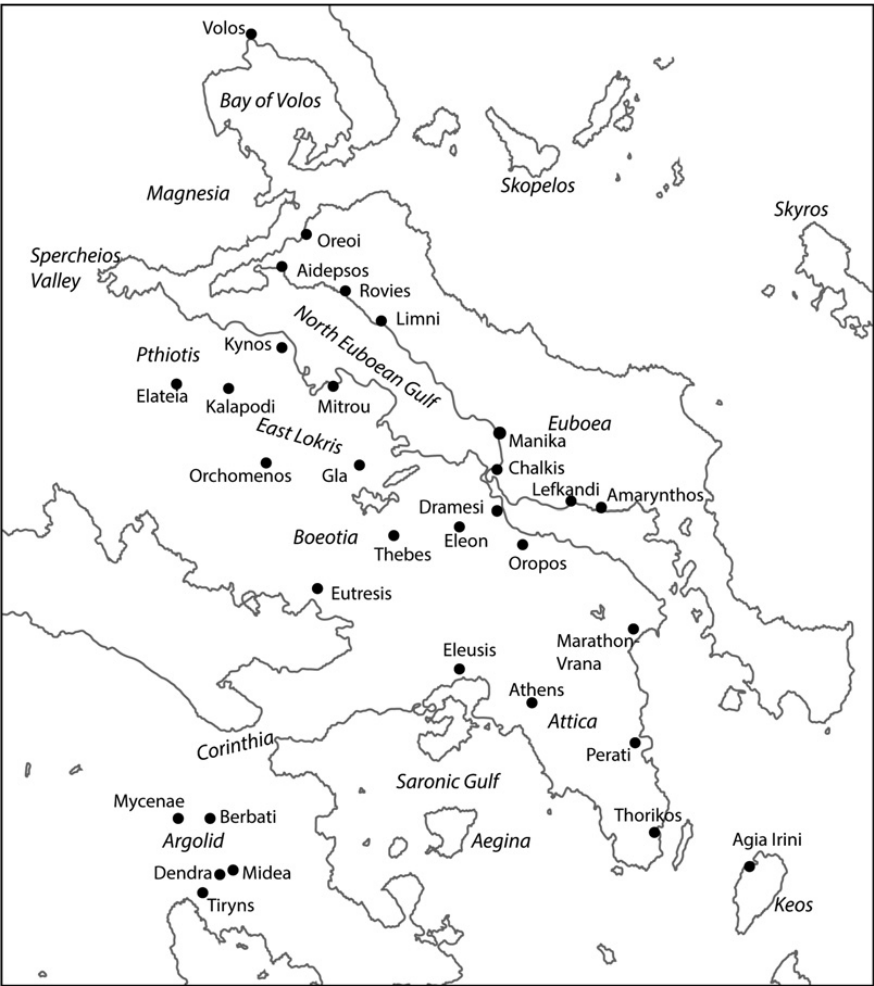 Volos
Bay of Volos
Skopelos
Magnesia
Skyros
Oreoi
Spercheios
Valley
Aidepsos
Rovies
Limni
North Euboean Gulf
Kynos
Pthiotis
Elateia
Kalapodi
Mitrou
Euboea
East Lokris
Manika
Orchomenos
Gla
Chalkis
Lefkandi
Amarynthos
Dramesi
Boeotia
Thebes
Eleon
Oropos
Eutresis
Marathon-
Vrana
Eleusis
Athens
Attica
Corinthia
Perati
Saronic Gulf
Mycenae
Berbati
Argolid
Aegina
Thorikos
Agia Irini
Dendra
Midea
Tiryns
Keos